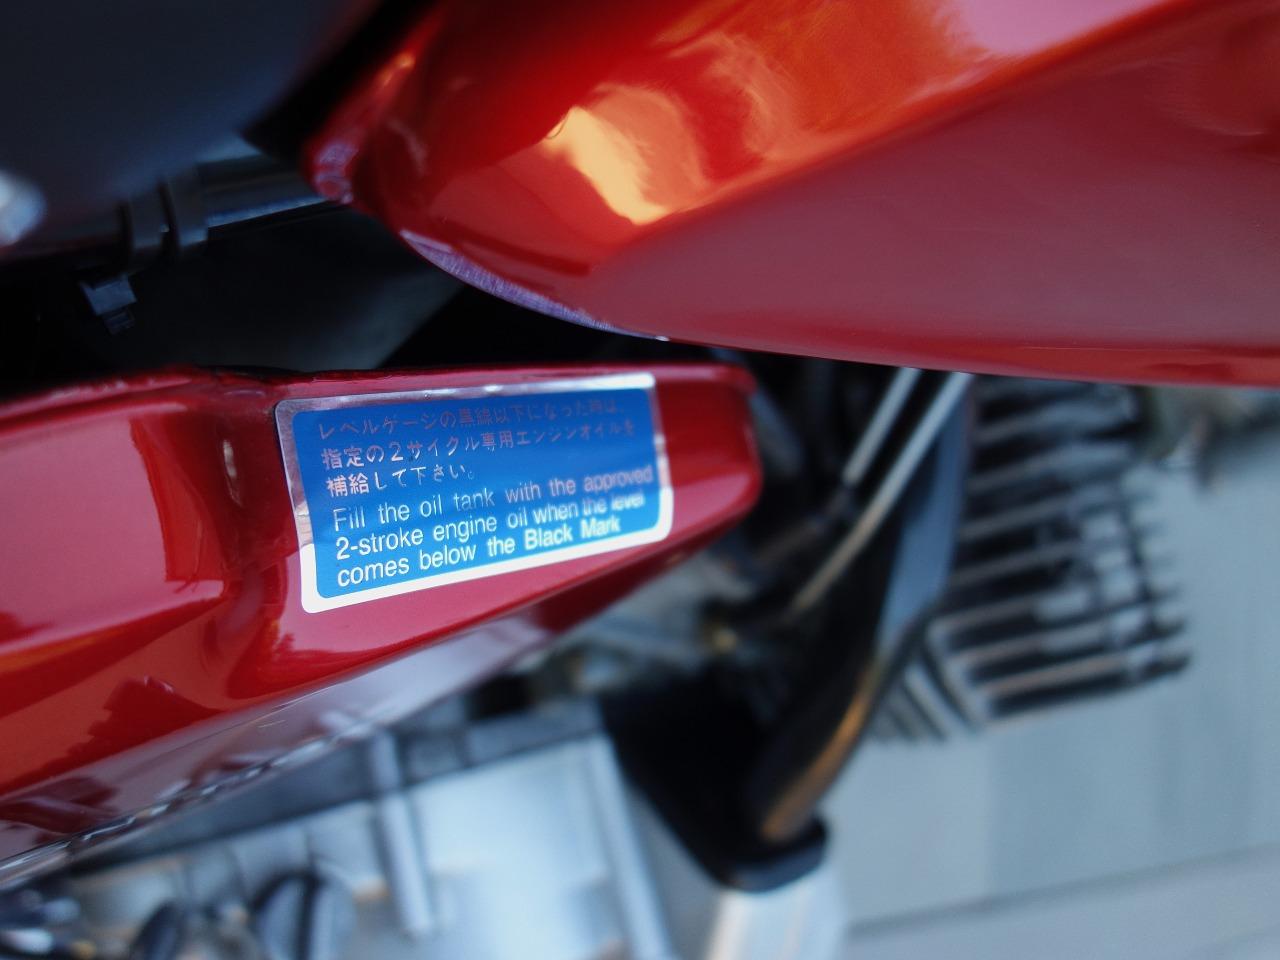 レベルゲージの黒線以下になった時は、
指定の2サイクル専用エンジンオイルを
補給して下さい。
Fill the oil tank with the approved
2-stroke engine oil when the level
comes below the Black Mark